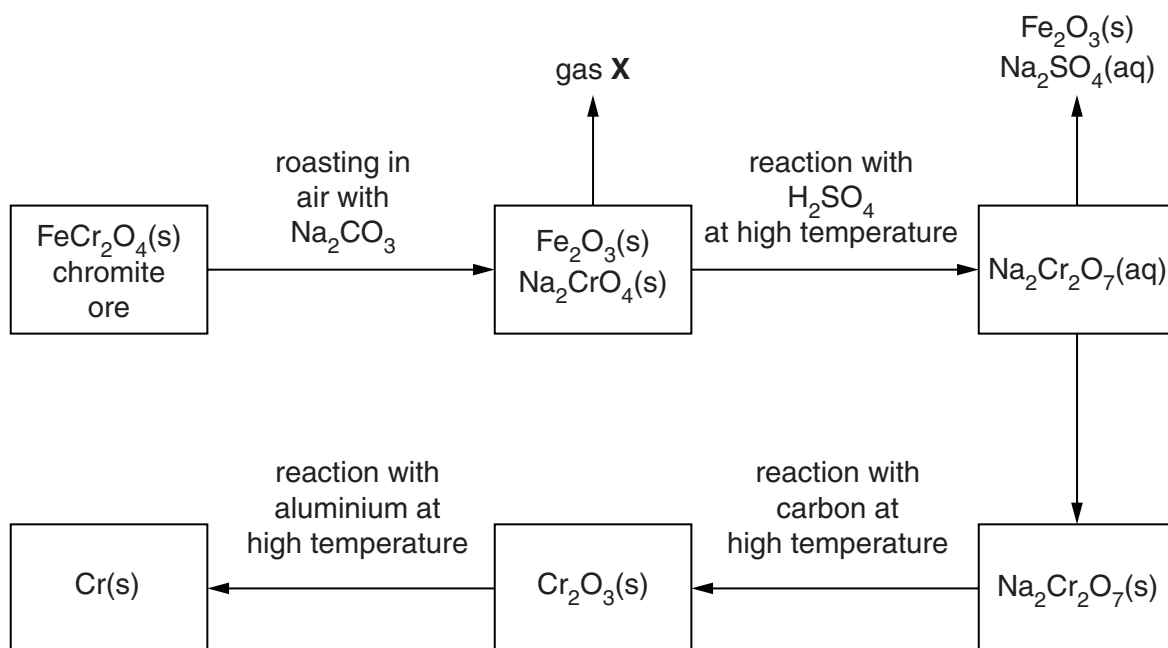 Fe₂O₃(s)
Na₂SO₄(aq)
gas X
roasting in
air with
Na₂CO₃
reaction with
H₂SO₄
at high temperature
FeCr₂O₄(s)
chromite
ore
Fe₂O₃(s)
Na₂CrO₄(s)
Na₂Cr₂O₇(aq)
reaction with
aluminium at
high temperature
reaction with
carbon at
high temperature
Cr(s)
Cr₂O₃(s)
Na₂Cr₂O₇(s)